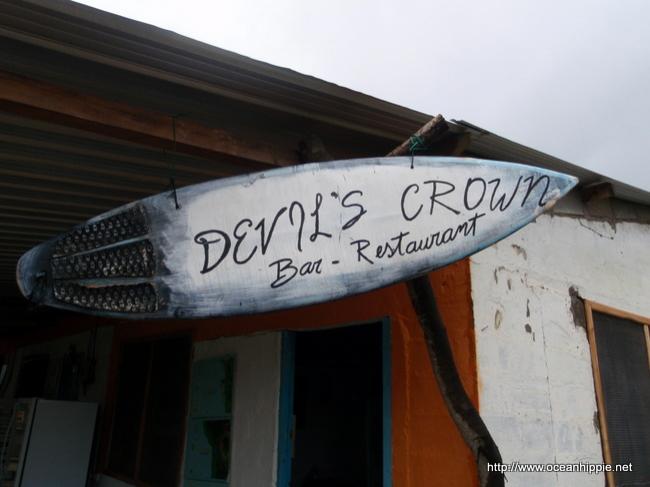 DEVIL'S CROWN
Bar - Restaurant
http://www.oceanhippie.net